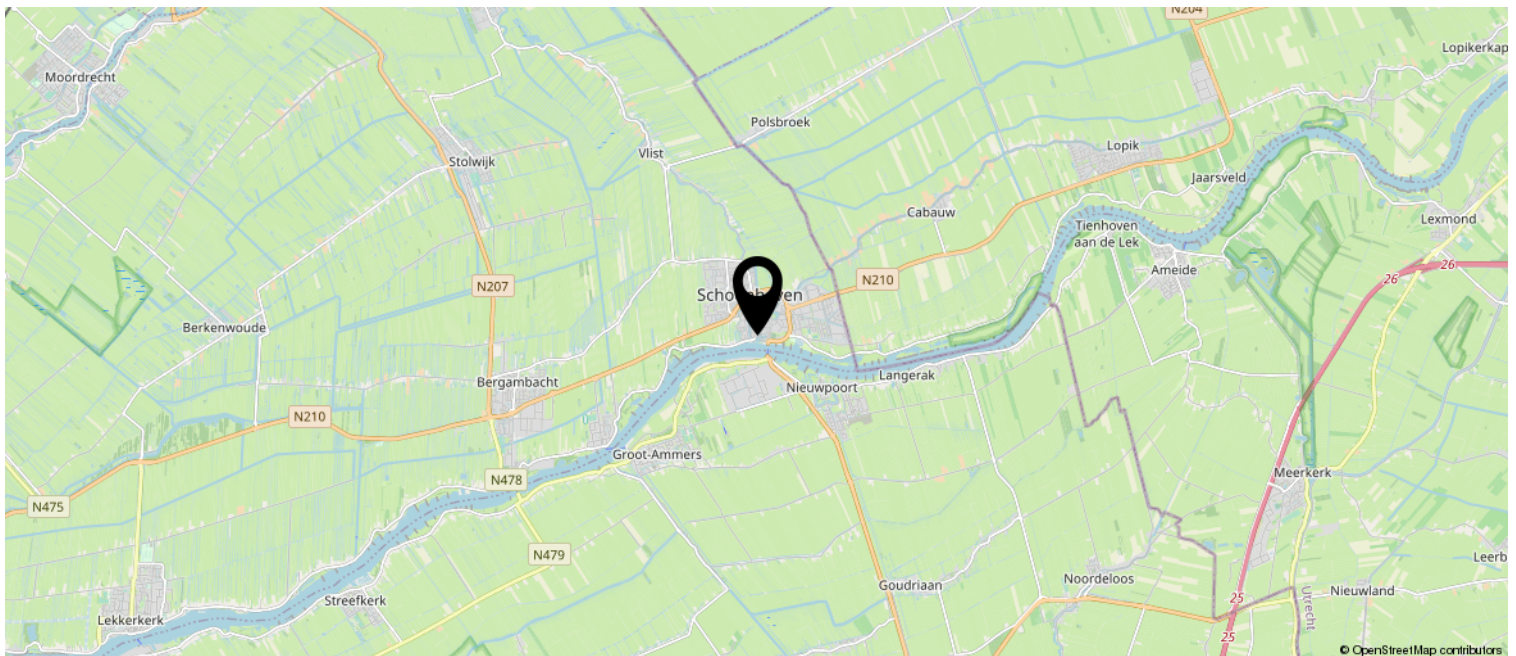 N204
Lopikerkap
Moordrecht
Polsbroek
Lopik
Vlist
Stolwijk
Jaarsveld
Cabauw
Lexmond
Tienhoven
aan de Lek
Ameide
26
26
N210
N207
Berkenwoude
Langerak
Bergambacht
Nieuwpoort
N210
Groot-Ammers
Meerkerk
N478
N475
N479
Leerb
Noordeloos
Goudriaan
Nieuwland
25
Streefkerk
Utrecht
Lekkerkerk
25
© OpenStreetMap contributors